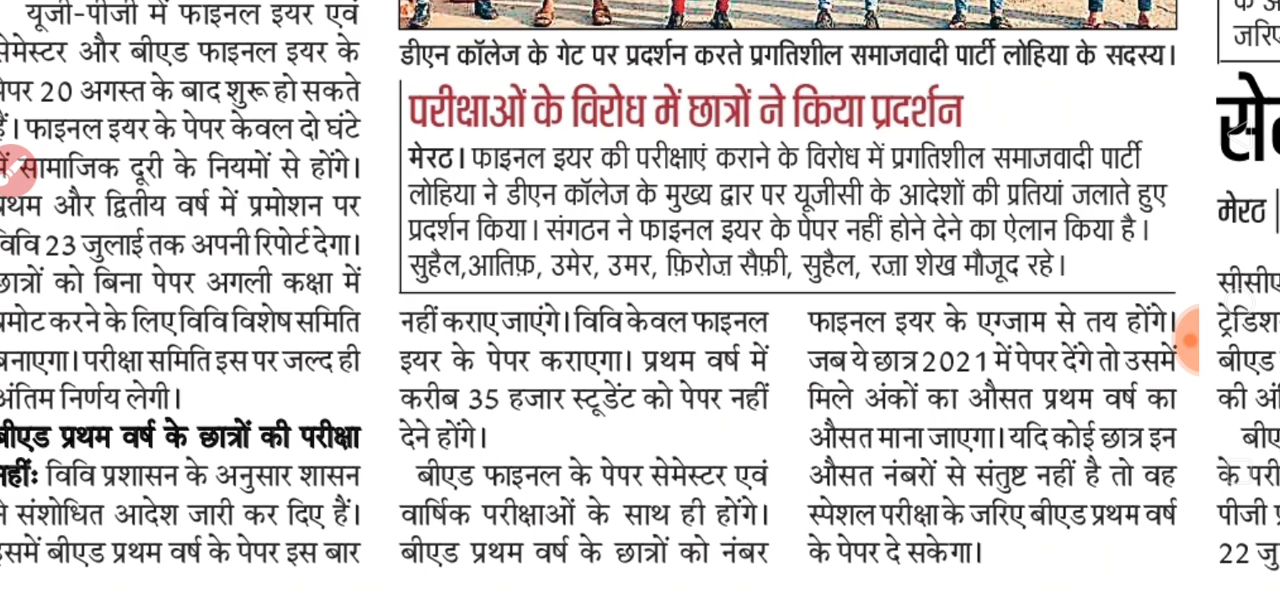 यूजी-पीजी में फाइनल इयर एवं
सेमेस्टर और बीएड फाइनल इयर के
पेपर 20 अगस्त के बाद शुरू हो सकते
हैं। फाइनल इयर के पेपर केवल दो घंटे
में सामाजिक दूरी के नियमों से होंगे।
प्रथम और द्वितीय वर्ष में प्रमोशन पर
विवि 23 जुलाई तक अपनी रिपोर्ट देगा।
छात्रों को बिना पेपर अगली कक्षा में
प्रमोट करने के लिए विवि विशेष समिति
बनाएगा। परीक्षा समिति इस पर जल्द ही
अंतिम निर्णय लेगी।
बीएड प्रथम वर्ष के छात्रों की परीक्षा
नहीं: विवि प्रशासन के अनुसार शासन
ने संशोधित आदेश जारी कर दिए हैं।
इसमें बीएड प्रथम वर्ष के पेपर इस बार
डीएन कॉलेज के गेट पर प्रदर्शन करते प्रगतिशील समाजवादी पार्टी लोहिया के सदस्य।
परीक्षाओं के विरोध में छात्रों ने किया प्रदर्शन
मेरठ। फाइनल इयर की परीक्षाएं कराने के विरोध में प्रगतिशील समाजवादी पार्टी
लोहिया ने डीएन कॉलेज के मुख्य द्वार पर यूजीसी के आदेशों की प्रतियां जलाते हुए
प्रदर्शन किया। संगठन ने फाइनल इयर के पेपर नहीं होने देने का ऐलान किया है।
सुहैल,आतिफ़, उमेर, उमर, फ़िरोज सैफ़ी, सुहैल, रजा शेख मौजूद रहे।
नहीं कराए जाएंगे। विवि केवल फाइनल
इयर के पेपर कराएगा। प्रथम वर्ष में
करीब 35 हजार स्टूडेंट को पेपर नहीं
देने होंगे।
बीएड फाइनल के पेपर सेमेस्टर एवं
वार्षिक परीक्षाओं के साथ ही होंगे।
बीएड प्रथम वर्ष के छात्रों को नंबर
फाइनल इयर के एग्जाम से तय होंगे।
जब ये छात्र 2021 में पेपर देंगे तो उसमें
मिले अंकों का औसत प्रथम वर्ष का
औसत माना जाएगा। यदि कोई छात्र इन
औसत नंबरों से संतुष्ट नहीं है तो वह
स्पेशल परीक्षा के जरिए बीएड प्रथम वर्ष
के पेपर दे सकेगा।
मेरठ
बीएड
की
के
पीजी
22